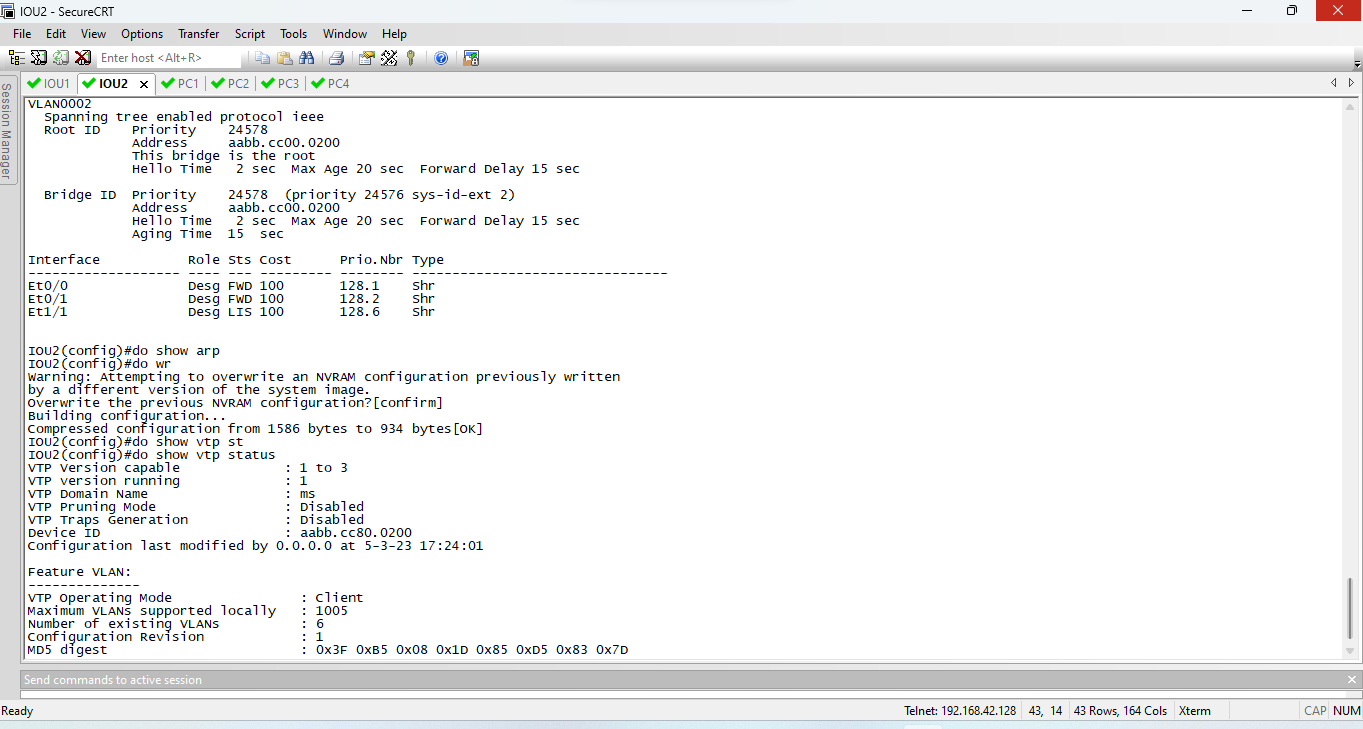 IOU2 - SecureCRT
File Edit View Options Transfer Script Tools Window Help
Enter host <Alt+R>
Session Manager
IOU1 IOU2 PC1 PC2 PC3 PC4
VLAN0002
  Spanning tree enabled protocol ieee
  Root ID    Priority    24578
             Address     aabb.cc00.0200
             This bridge is the root
             Hello Time   2 sec  Max Age 20 sec  Forward Delay 15 sec
  Bridge ID  Priority    24578  (priority 24576 sys-id-ext 2)
             Address     aabb.cc00.0200
             Hello Time   2 sec  Max Age 20 sec  Forward Delay 15 sec
             Aging Time  15  sec
Interface           Role Sts Cost      Prio.Nbr Type
------------------- ---- --- --------- -------- --------------------------------
Et0/0               Desg FWD 100       128.1    Shr
Et0/1               Desg FWD 100       128.2    Shr
Et1/1               Desg LIS 100       128.6    Shr
IOU2(config)#do show arp
IOU2(config)#do wr
Warning: Attempting to overwrite an NVRAM configuration previously written
by a different version of the system image.
Overwrite the previous NVRAM configuration?[confirm]
Building configuration...
Compressed configuration from 1586 bytes to 934 bytes[OK]
IOU2(config)#do show vtp st
IOU2(config)#do show vtp status
VTP Version capable             : 1 to 3
VTP version running             : 1
VTP Domain Name                 : ms
VTP Pruning Mode                : Disabled
VTP Traps Generation            : Disabled
Device ID                       : aabb.cc80.0200
Configuration last modified by 0.0.0.0 at 5-3-23 17:24:01
Feature VLAN:
--------------
VTP Operating Mode                : Client
Maximum VLANs supported locally   : 1005
Number of existing VLANs          : 6
Configuration Revision            : 1
MD5 digest                        : 0x3F 0xB5 0x08 0x1D 0x85 0xD5 0x83 0x7D
Send commands to active session
Ready Telnet: 192.168.42.128 43, 14 43 Rows, 164 Cols Xterm CAP NUM